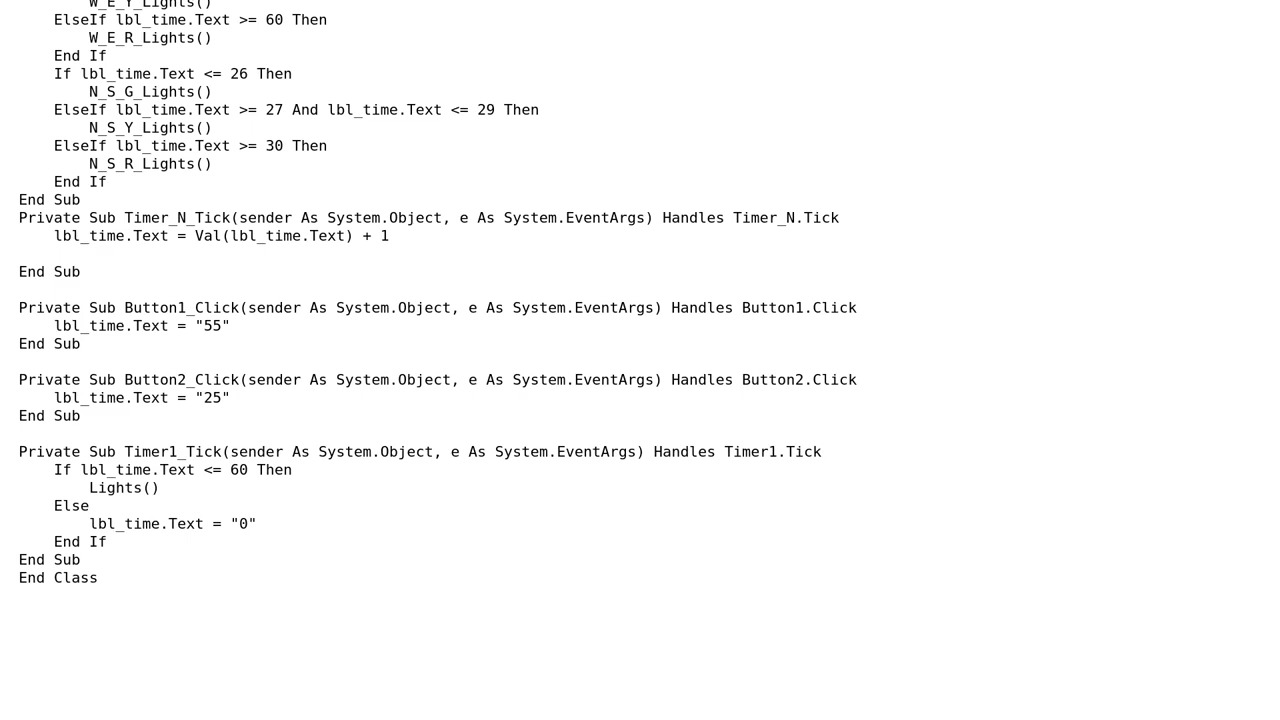 W_E_Y_Lights()
ElseIf lbl_time.Text >= 60 Then
W_E_R_Lights()
End If
If lbl_time.Text <= 26 Then
N_S_G_Lights()
ElseIf lbl_time.Text >= 27 And lbl_time.Text <= 29 Then
N_S_Y_Lights()
ElseIf lbl_time.Text >= 30 Then
N_S_R_Lights()
End If
End Sub
Private Sub Timer_N_Tick(sender As System.Object, e As System.EventArgs) Handles Timer_N.Tick
lbl_time.Text = Val(lbl_time.Text) + 1
End Sub
Private Sub Button1_Click(sender As System.Object, e As System.EventArgs) Handles Button1.Click
lbl_time.Text = "55"
End Sub
Private Sub Button2_Click(sender As System.Object, e As System.EventArgs) Handles Button2.Click
lbl_time.Text = "25"
End Sub
Private Sub Timer1_Tick(sender As System.Object, e As System.EventArgs) Handles Timer1.Tick
If lbl_time.Text <= 60 Then
Lights()
Else
lbl_time.Text = "0"
End If
End Sub
End Class